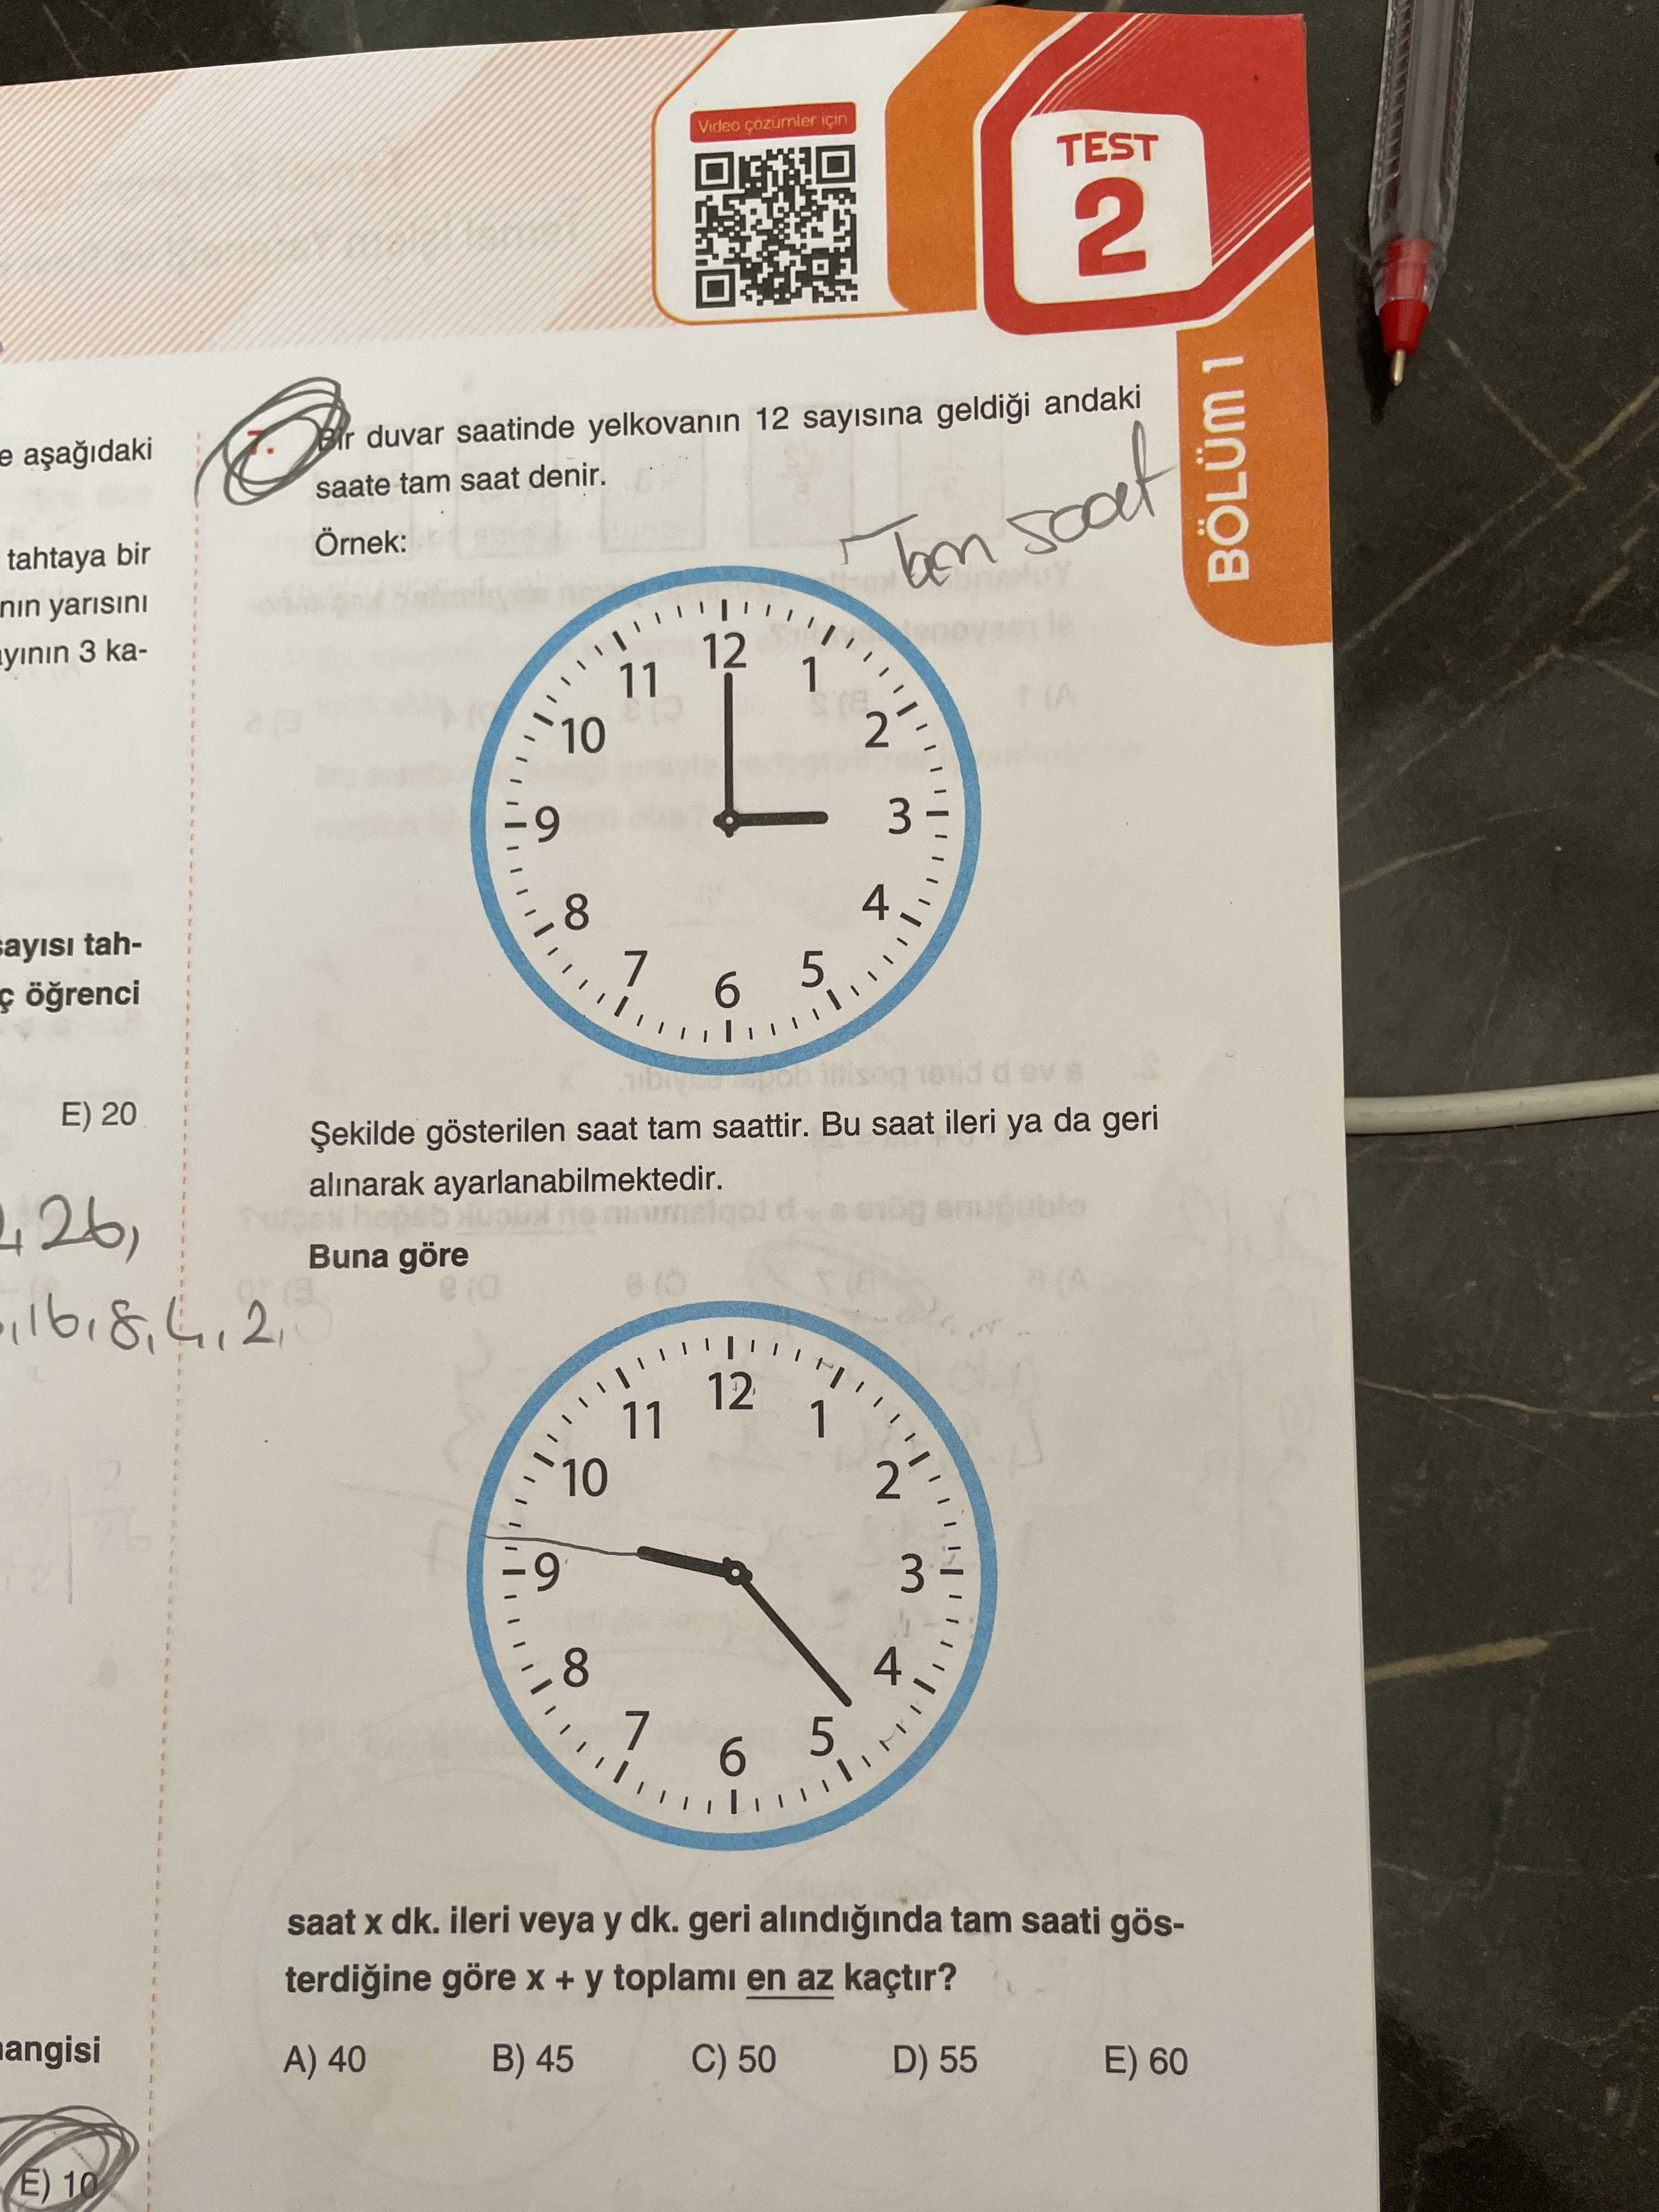 Video çözümler için
TEST
2
BÖLÜM 1
e aşağıdaki
tahtaya bir
nın yarısını
yının 3 ka-
sayısı tah-
ç öğrenci
E) 20
26,
,16,8,4,2,
angisi
E) 10
7. Bir duvar saatinde yelkovanın 12 sayısına geldiği andaki
saate tam saat denir.
Örnek:
saat
12
11 1
10 2
9 3
8 4
7 5
6
Şekilde gösterilen saat tam saattir. Bu saat ileri ya da geri
alınarak ayarlanabilmektedir.
Buna göre
12
11 1
10 2
9 3
8 4
7 5
6
saat x dk. ileri veya y dk. geri alındığında tam saati gös-
terdiğine göre x + y toplamı en az kaçtır?
A) 40 B) 45 C) 50 D) 55 E) 60